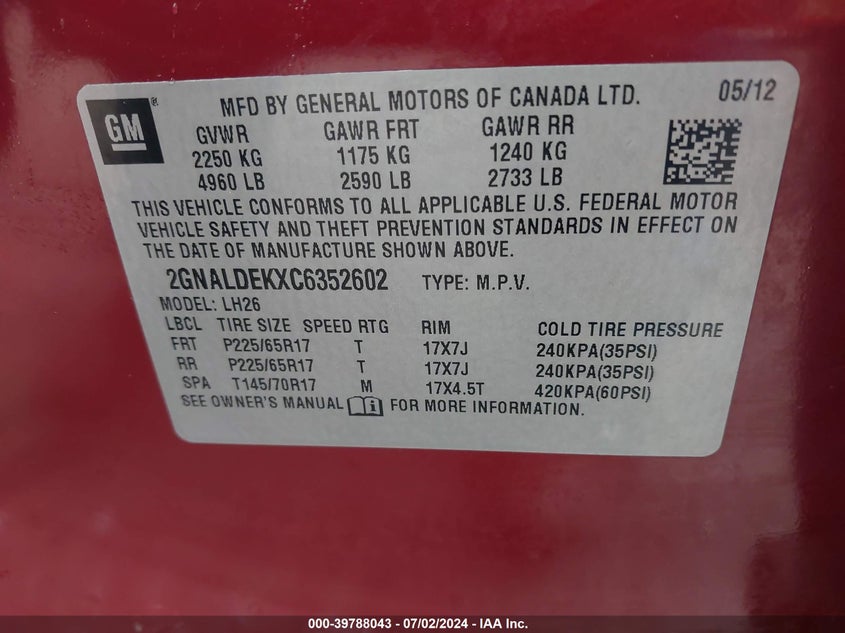 GM ® MFD BY GENERAL MOTORS OF CANADA LTD. 05/12
GVWR GAWR FRT GAWR RR
2250 KG 1175 KG 1240 KG
4960 LB 2590 LB 2733 LB
THIS VEHICLE CONFORMS TO ALL APPLICABLE U.S. FEDERAL MOTOR
VEHICLE SAFETY AND THEFT PREVENTION STANDARDS IN EFFECT ON
THE DATE OF MANUFACTURE SHOWN ABOVE.
2GNALDEKXC6352602 TYPE: M.P.V.
MODEL: LH26
LBCL TIRE SIZE SPEED RTG RIM COLD TIRE PRESSURE
FRT P225/65R17 T 17X7J 240KPA(35PSI)
RR P225/65R17 T 17X7J 240KPA(35PSI)
SPA T145/70R17 M 17X4.5T 420KPA(60PSI)
SEE OWNER'S MANUAL i FOR MORE INFORMATION.
000-39788043 - 07/02/2024 - IAA Inc.